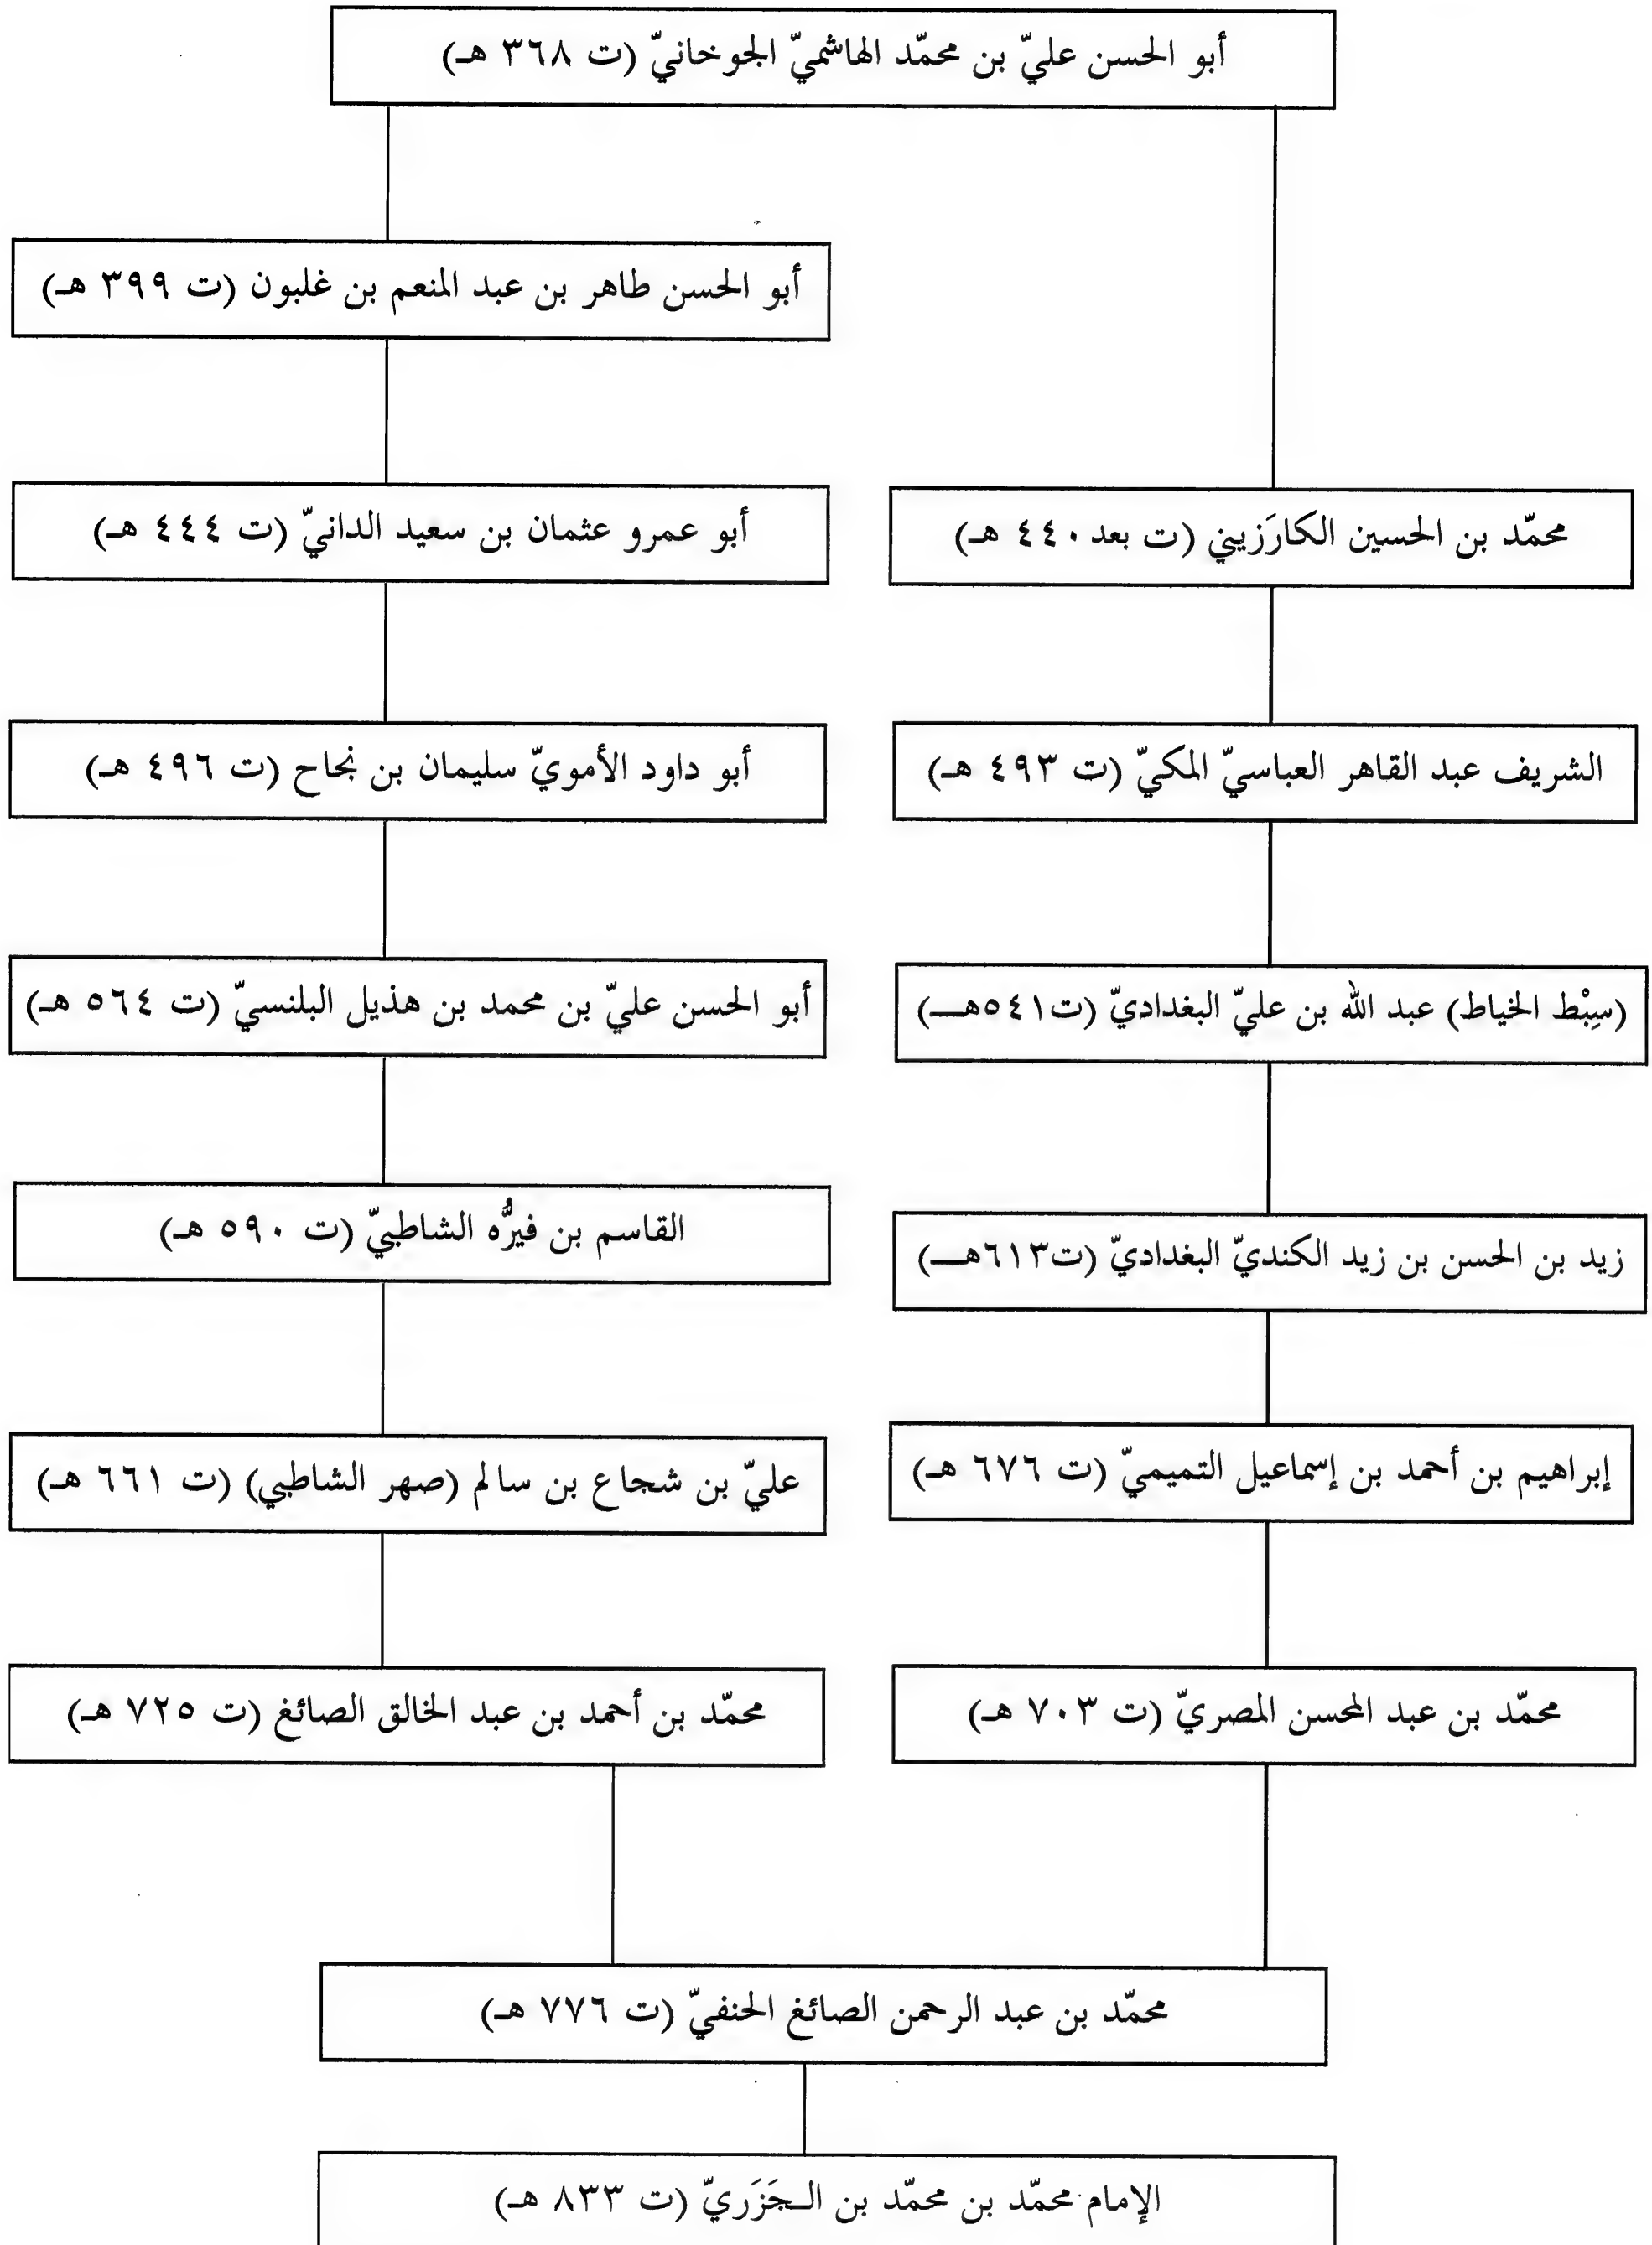 أبو الحسن عليّ بن محمّد الهاشميّ الجوخانيّ (ت ٣٦٨ هـ)
أبو الحسن طاهر بن عبد المنعم بن غلبون (ت ٣٩٩ هـ)
محمّد بن الحسين الكارَزيني (ت بعد ٤٤٠ هـ)
أبو عمرو عثمان بن سعيد الدانيّ (ت ٤٤٤ هـ)
الشريف عبد القاهر العباسيّ المكيّ (ت ٤٩٣ هـ)
أبو داود الأمويّ سليمان بن نجاح (ت ٤٩٦ هـ)
(سِبْط الخياط) عبد الله بن عليّ البغداديّ (ت٥٤١هـــ)
أبو الحسن عليّ بن محمد بن هذيل البلنسيّ (ت ٥٦٤ هـ)
زيد بن الحسن بن زيد الكنديّ البغداديّ (ت٦١٣هـــ)
القاسم بن فيرُّه الشاطبيّ (ت ٥٩٠ هـ)
إبراهيم بن أحمد بن إسماعيل التميميّ (ت ٦٧٦ هـ)
عليّ بن شجاع بن سالم (صهر الشاطبي) (ت ٦٦١ هـ)
محمّد بن عبد المحسن المصريّ (ت ٧٠٣ هـ)
محمّد بن أحمد بن عبد الخالق الصائغ (ت ٧٢٥ هـ)
محمّد بن عبد الرحمن الصائغ الحنفيّ (ت ٧٧٦ هـ)
الإمام محمّد بن محمّد بن الـجَزَريّ (ت ٨٣٣ هـ)